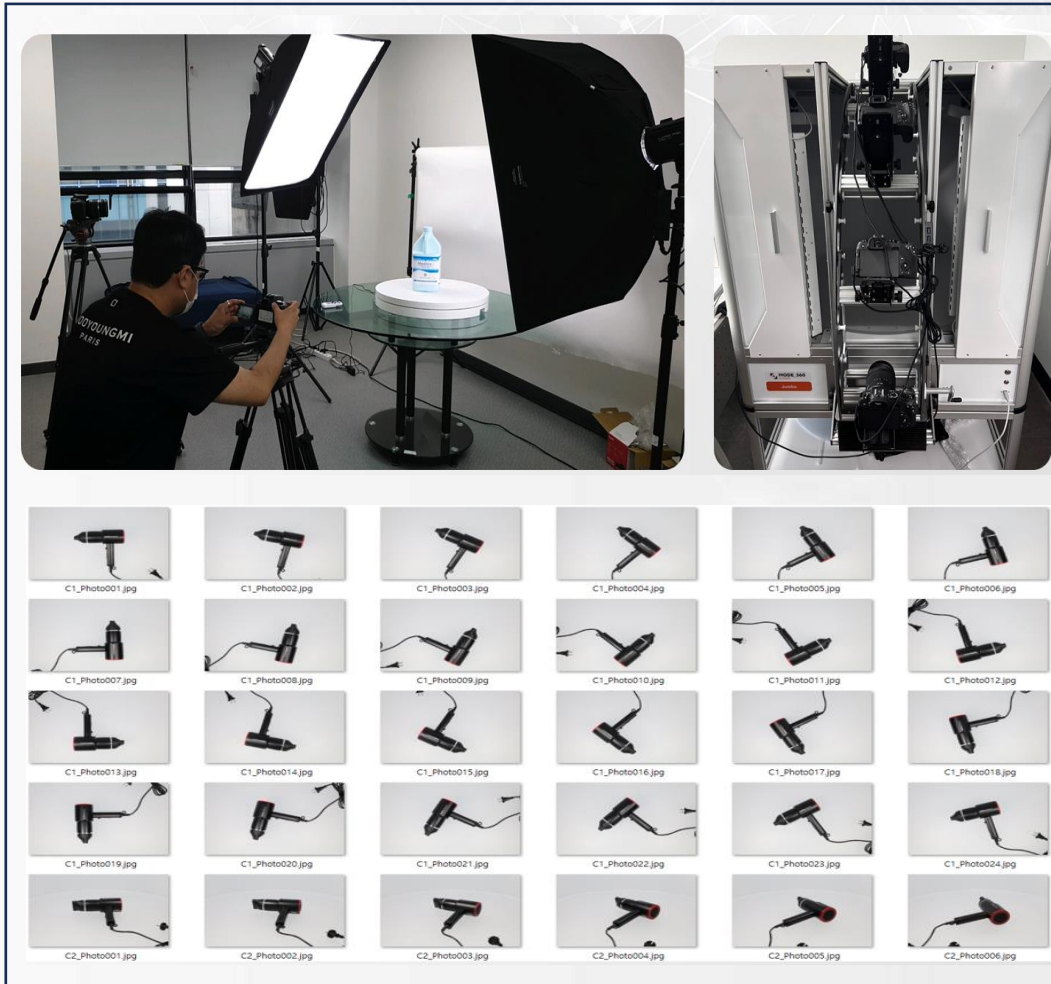 OOYOUNGMI
PARIS
MODE_360
C1_Photo001.jpg
C1_Photo002.jpg
C1_Photo003.jpg
C1_Photo004.jpg
C1_Photo005.jpg
C1_Photo006.jpg
C1_Photo007.jpg
C1_Photo008.jpg
C1_Photo009.jpg
C1_Photo010.jpg
C1_Photo011.jpg
C1_Photo012.jpg
C1_Photo013.jpg
C1_Photo014.jpg
C1_Photo015.jpg
C1_Photo016.jpg
C1_Photo017.jpg
C1_Photo018.jpg
C1_Photo019.jpg
C1_Photo020.jpg
C1_Photo021.jpg
C1_Photo022.jpg
C1_Photo023.jpg
C1_Photo024.jpg
C2_Photo001.jpg
C2_Photo002.jpg
C2_Photo003.jpg
C2_Photo004.jpg
C2_Photo005.jpg
C2_Photo006.jpg